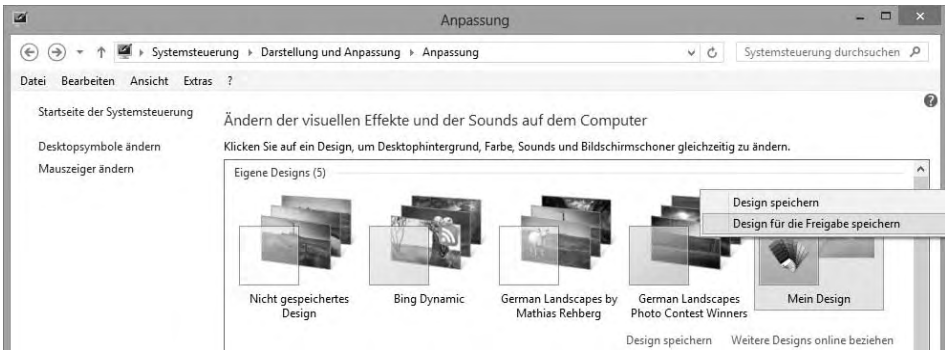 Anpassung
Systemsteuerung Darstellung und Anpassung Anpassung
Systemsteuerung durchsuchen
Datei Bearbeiten Ansicht Extras ?
Startseite der Systemsteuerung
Desktopsymbole ändern
Mauszeiger ändern
Ändern der visuellen Effekte und der Sounds auf dem Computer
Klicken Sie auf ein Design, um Desktophintergrund, Farbe, Sounds und Bildschirmschoner gleichzeitig zu ändern.
Eigene Designs (5)
Design speichern
Design für die Freigabe speichern
Nicht gespeichertes
Design
Bing Dynamic
German Landscapes by
Mathias Rehberg
German Landscapes
Photo Contest Winners
Mein Design
Design speichern
Weitere Designs online beziehen